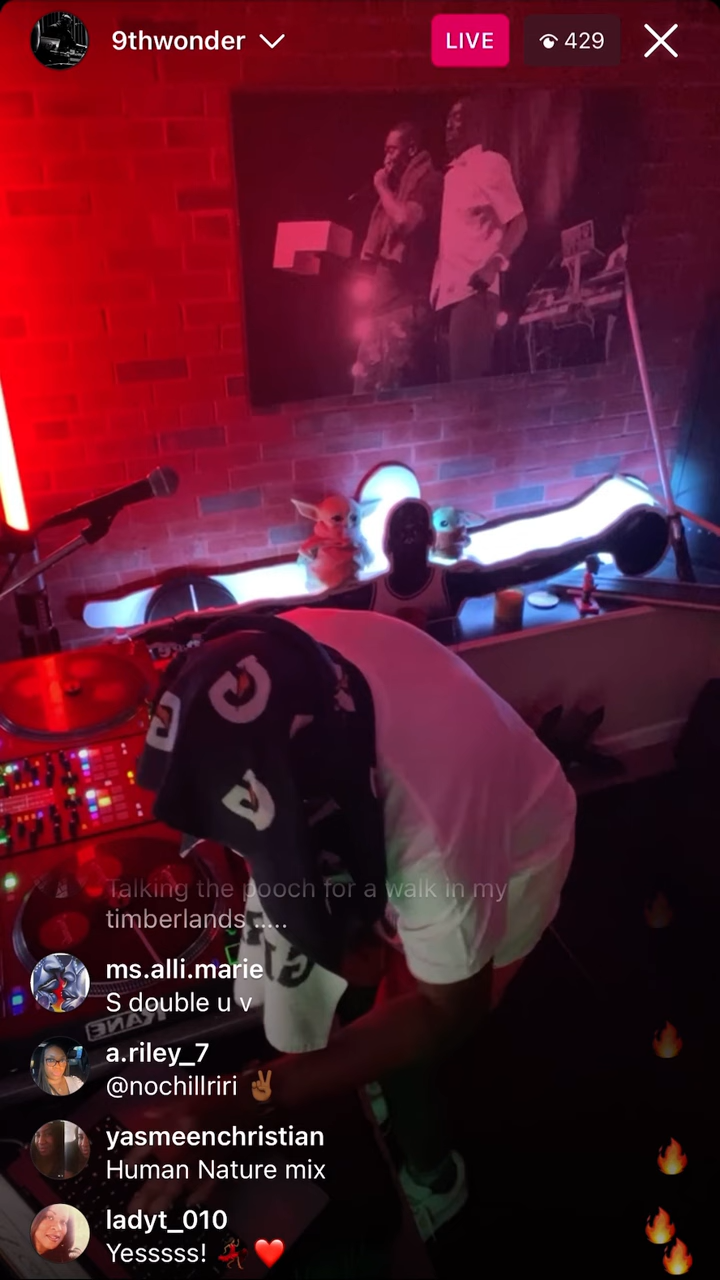 9thwonder
LIVE
429
Talking the pooch for a walk in my
timberlands .....
ms.alli.marie
S double u v
a.riley_7
@nochillriri ✌🏾
yasmeenchristian
Human Nature mix
ladyt_010
Yesssss! 💃🏾 ❤️
RANE